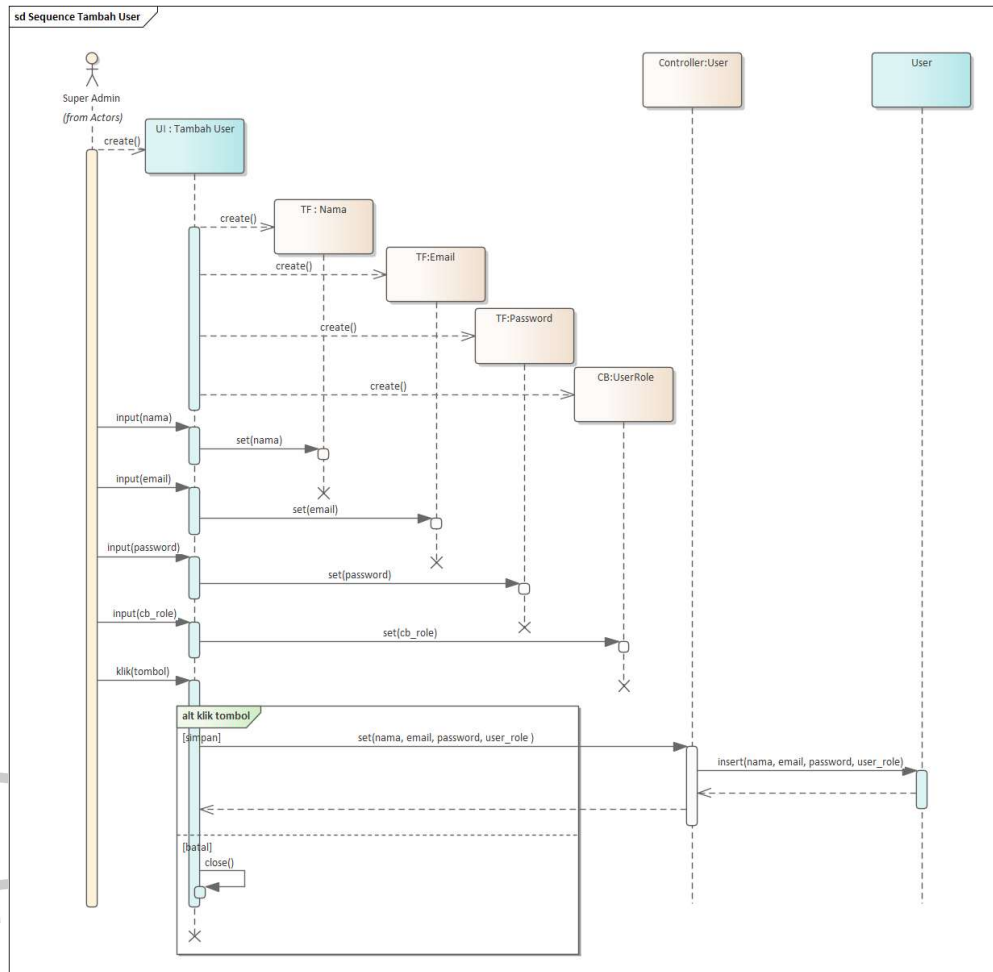 sd Sequence Tambah User
Super Admin
(from Actors)
Controller:User
User
create()
UI : Tambah User
create()
TF : Nama
create()
TF:Email
create()
TF:Password
create()
CB:UserRole
input(nama)
set(nama)
input(email)
set(email)
input(password)
set(password)
input(cb_role)
set(cb_role)
klik(tombol)
alt klik tombol
[simpan]
set(nama, email, password, user_role )
insert(nama, email, password, user_role)
[batal]
close()